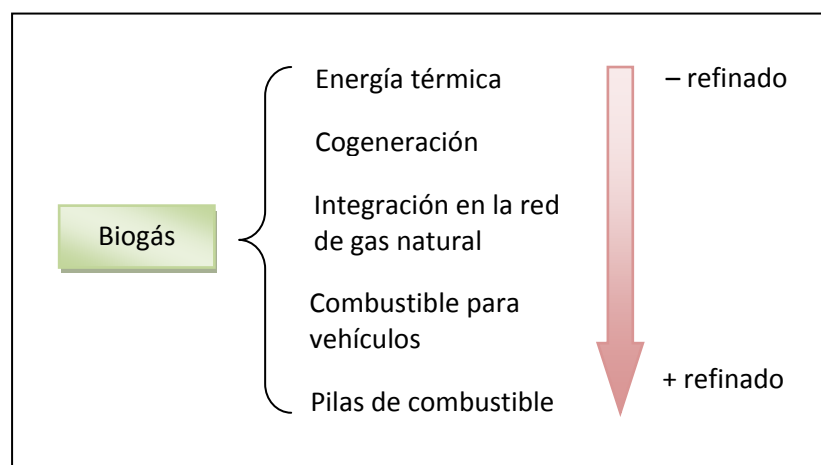 Energía térmica
– refinado
Cogeneración
Integración en la red
de gas natural
Biogás
Combustible para
vehículos
+ refinado
Pilas de combustible